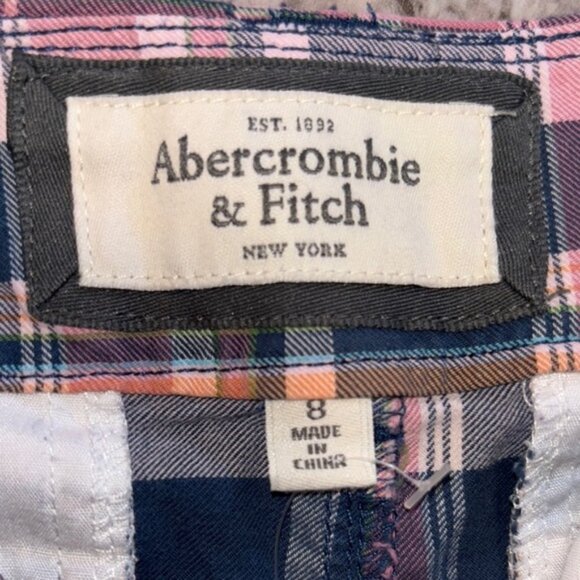 EST. 1892
Abercrombie
& Fitch
NEW YORK
8
MADE
IN
CHINA